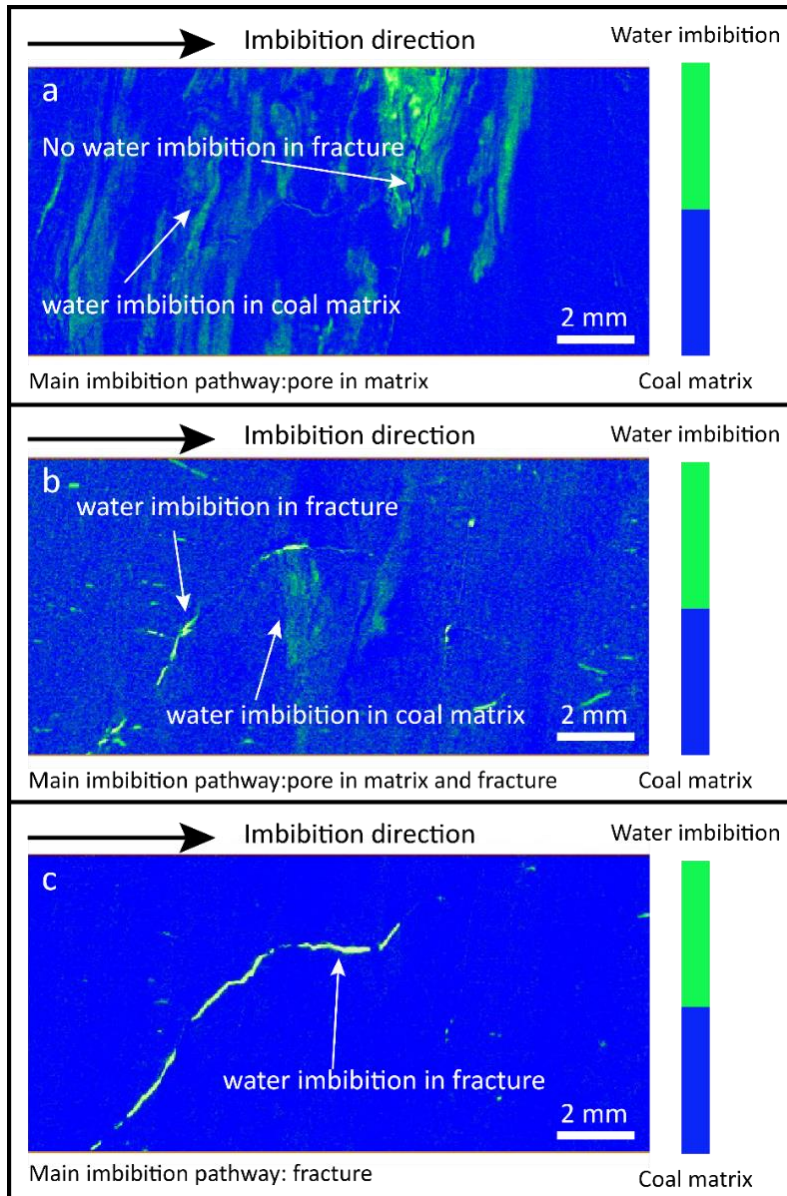 Imbibition direction
Water imbibition
a
No water imbibition in fracture
water imbibition in coal matrix
2 mm
Main imbibition pathway:pore in matrix
Coal matrix
Imbibition direction
Water imbibition
b
water imbibition in fracture
water imbibition in coal matrix
2 mm
Main imbibition pathway:pore in matrix and fracture
Coal matrix
Imbibition direction
Water imbibition
c
water imbibition in fracture
2 mm
Main imbibition pathway: fracture
Coal matrix